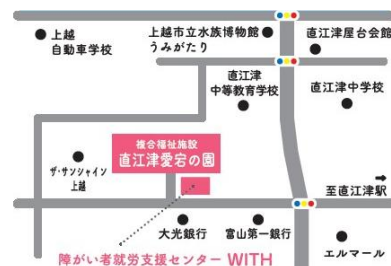 上越
自動車学校
上越市立水族博物館
うみがたり
直江津屋台会館
直江津
中等教育学校
直江津中学校
複合福祉施設
直江津愛宕の園
ザ・サンシャイン
上越
至直江津駅
大光銀行
富山第一銀行
エルマール
障がい者就労支援センター WITH